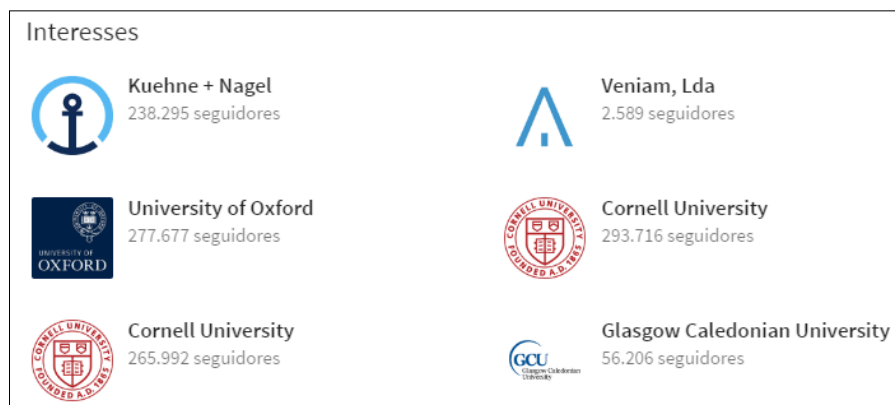 Interesses
Kuehne + Nagel
238.295 seguidores
Veniam, Lda
2.589 seguidores
UNIVERSITY OF
OXFORD
University of Oxford
277.677 seguidores
CORNELL UNIVERSITY
FOUNDED A.D. 1865
Cornell University
293.716 seguidores
CORNELL UNIVERSITY
FOUNDED A.D. 1865
Cornell University
265.992 seguidores
GCU
Glasgow Caledonian
University
Glasgow Caledonian University
56.206 seguidores